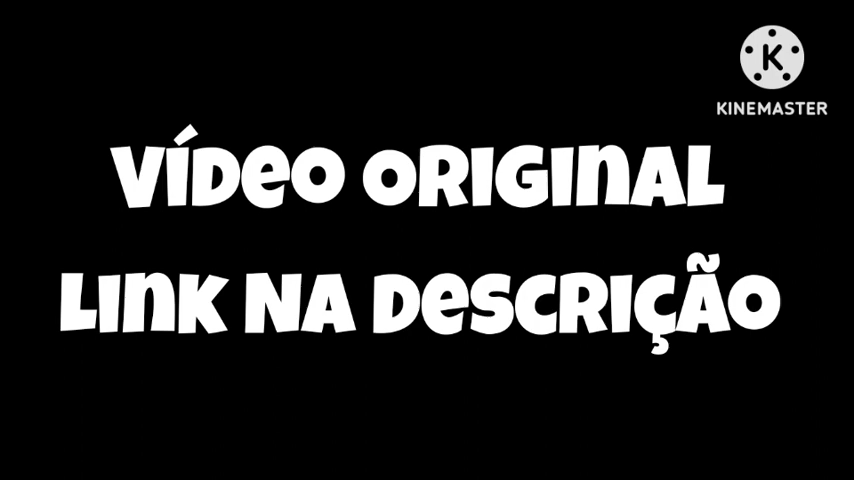 K
KINEMASTER
VÍDEO ORIGINAL
LINK NA DESCRIÇÃO